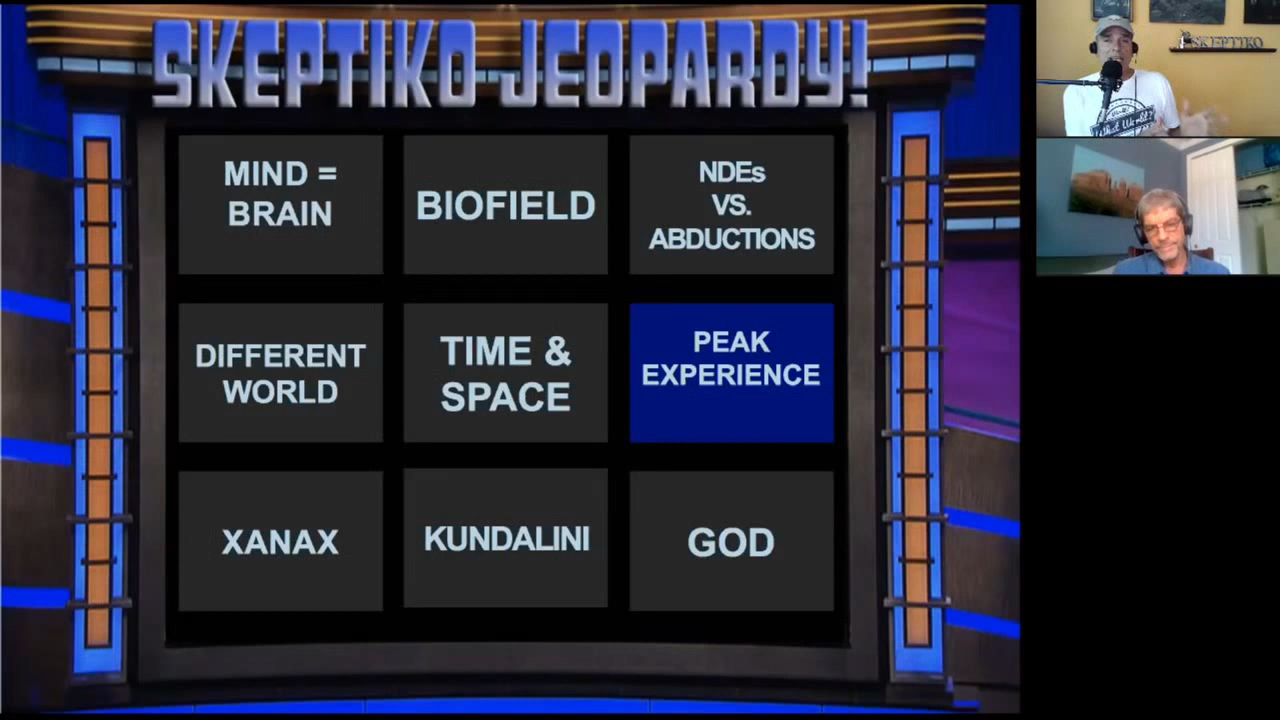 SKEPTIKO JEOPARDY!
SKEPTIKO
MIND =
BRAIN
BIOFIELD
NDEs
VS.
ABDUCTIONS
DIFFERENT
WORLD
TIME &
SPACE
PEAK
EXPERIENCE
XANAX
KUNDALINI
GOD